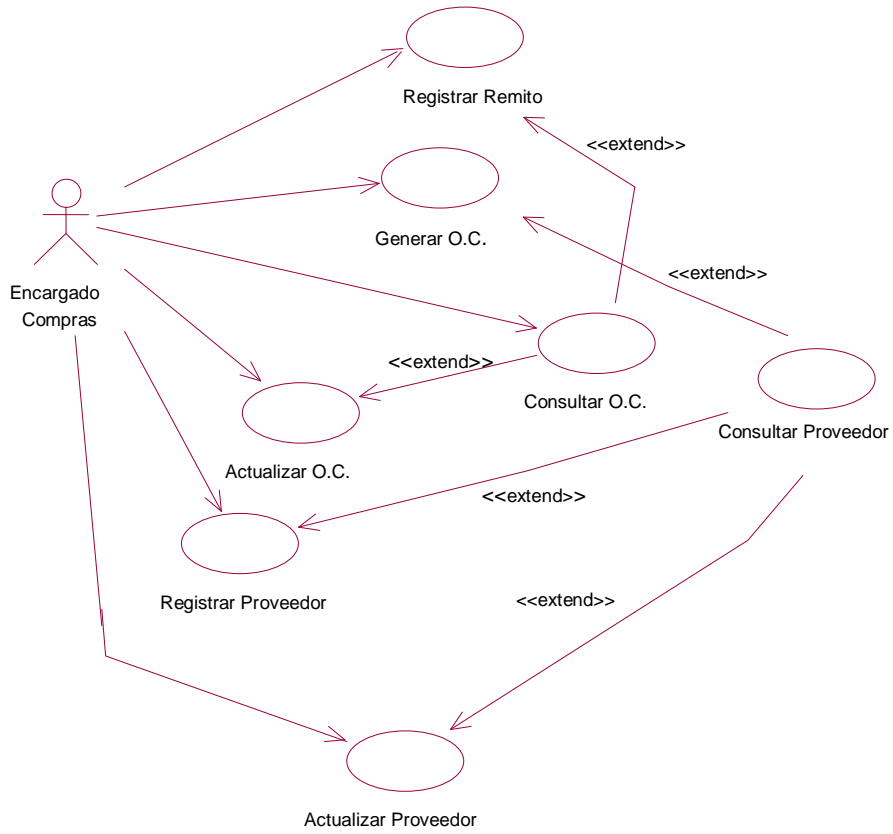 Registrar Remito
<<extend>>
Generar O.C.
<<extend>>
Encargado
Compras
<<extend>>
Consultar O.C.
Consultar Proveedor
Actualizar O.C.
<<extend>>
Registrar Proveedor
<<extend>>
Actualizar Proveedor